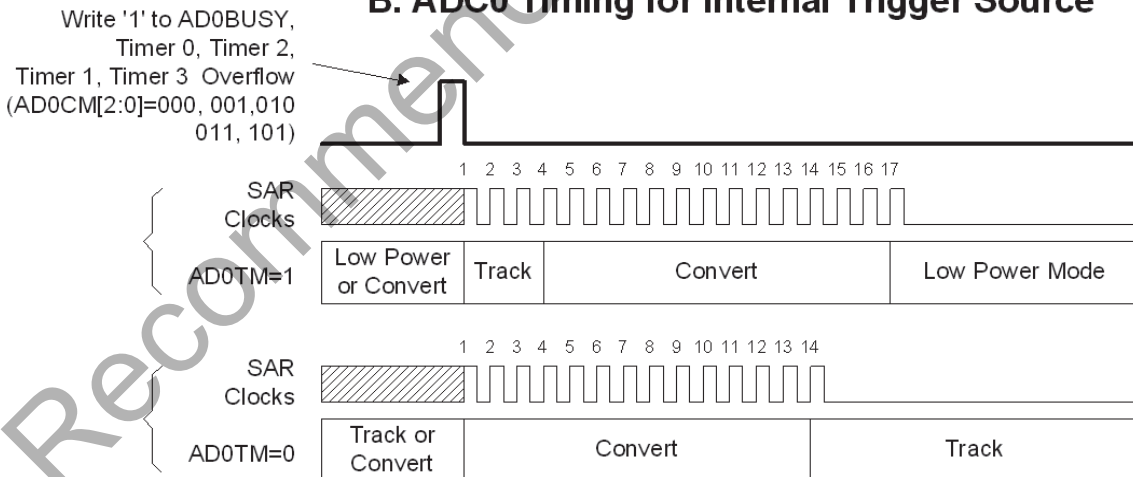 B. ADC0 Timing for Internal Trigger Source
Write '1' to AD0BUSY,
Timer 0, Timer 2,
Timer 1, Timer 3 Overflow
(AD0CM[2:0]=000, 001,010
011, 101)
1 2 3 4 5 6 7 8 9 10 11 12 13 14 15 16 17
SAR
Clocks
AD0TM=1
Low Power
or Convert
Track
Convert
Low Power Mode
1 2 3 4 5 6 7 8 9 10 11 12 13 14
SAR
Clocks
AD0TM=0
Track or
Convert
Convert
Track
Recommen